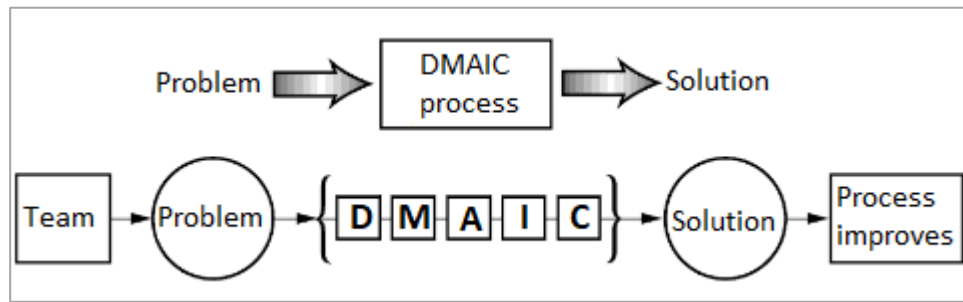 Problem
DMAIC
process
Solution
Team
Problem
D M A I C
Solution
Process
improves